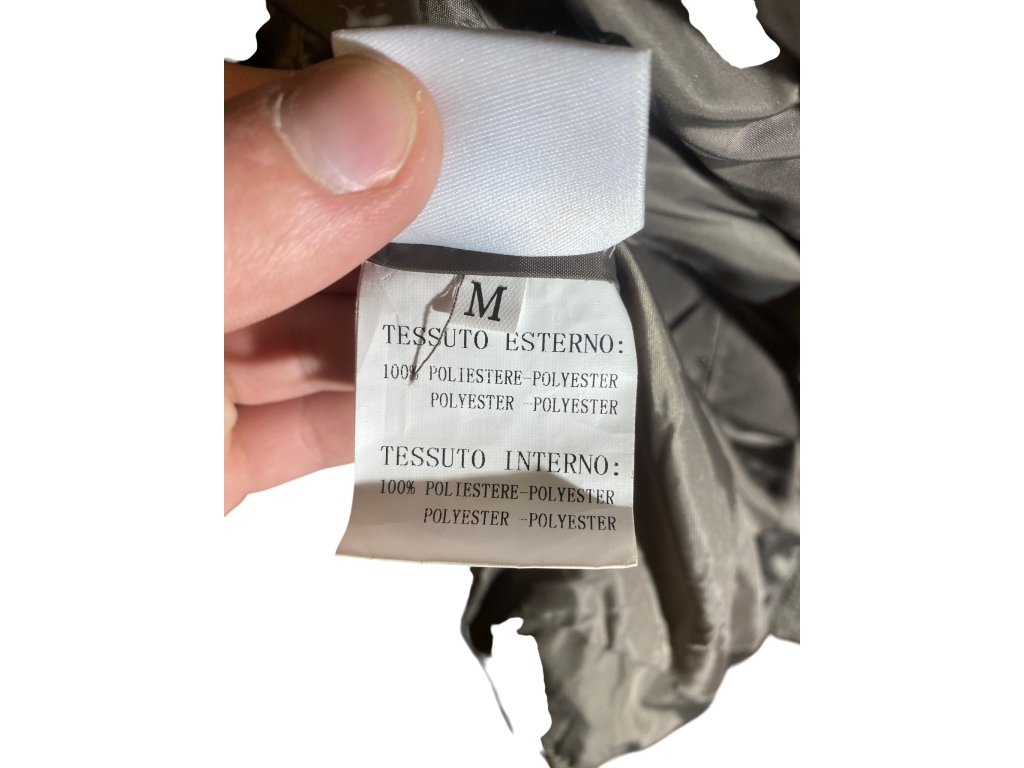 M
TESSUTO ESTERNO:
100% POLIESTERE-POLYESTER
POLYESTER -POLYESTER
TESSUTO INTERNO:
100% POLIESTERE-POLYESTER
POLYESTER -POLYESTER